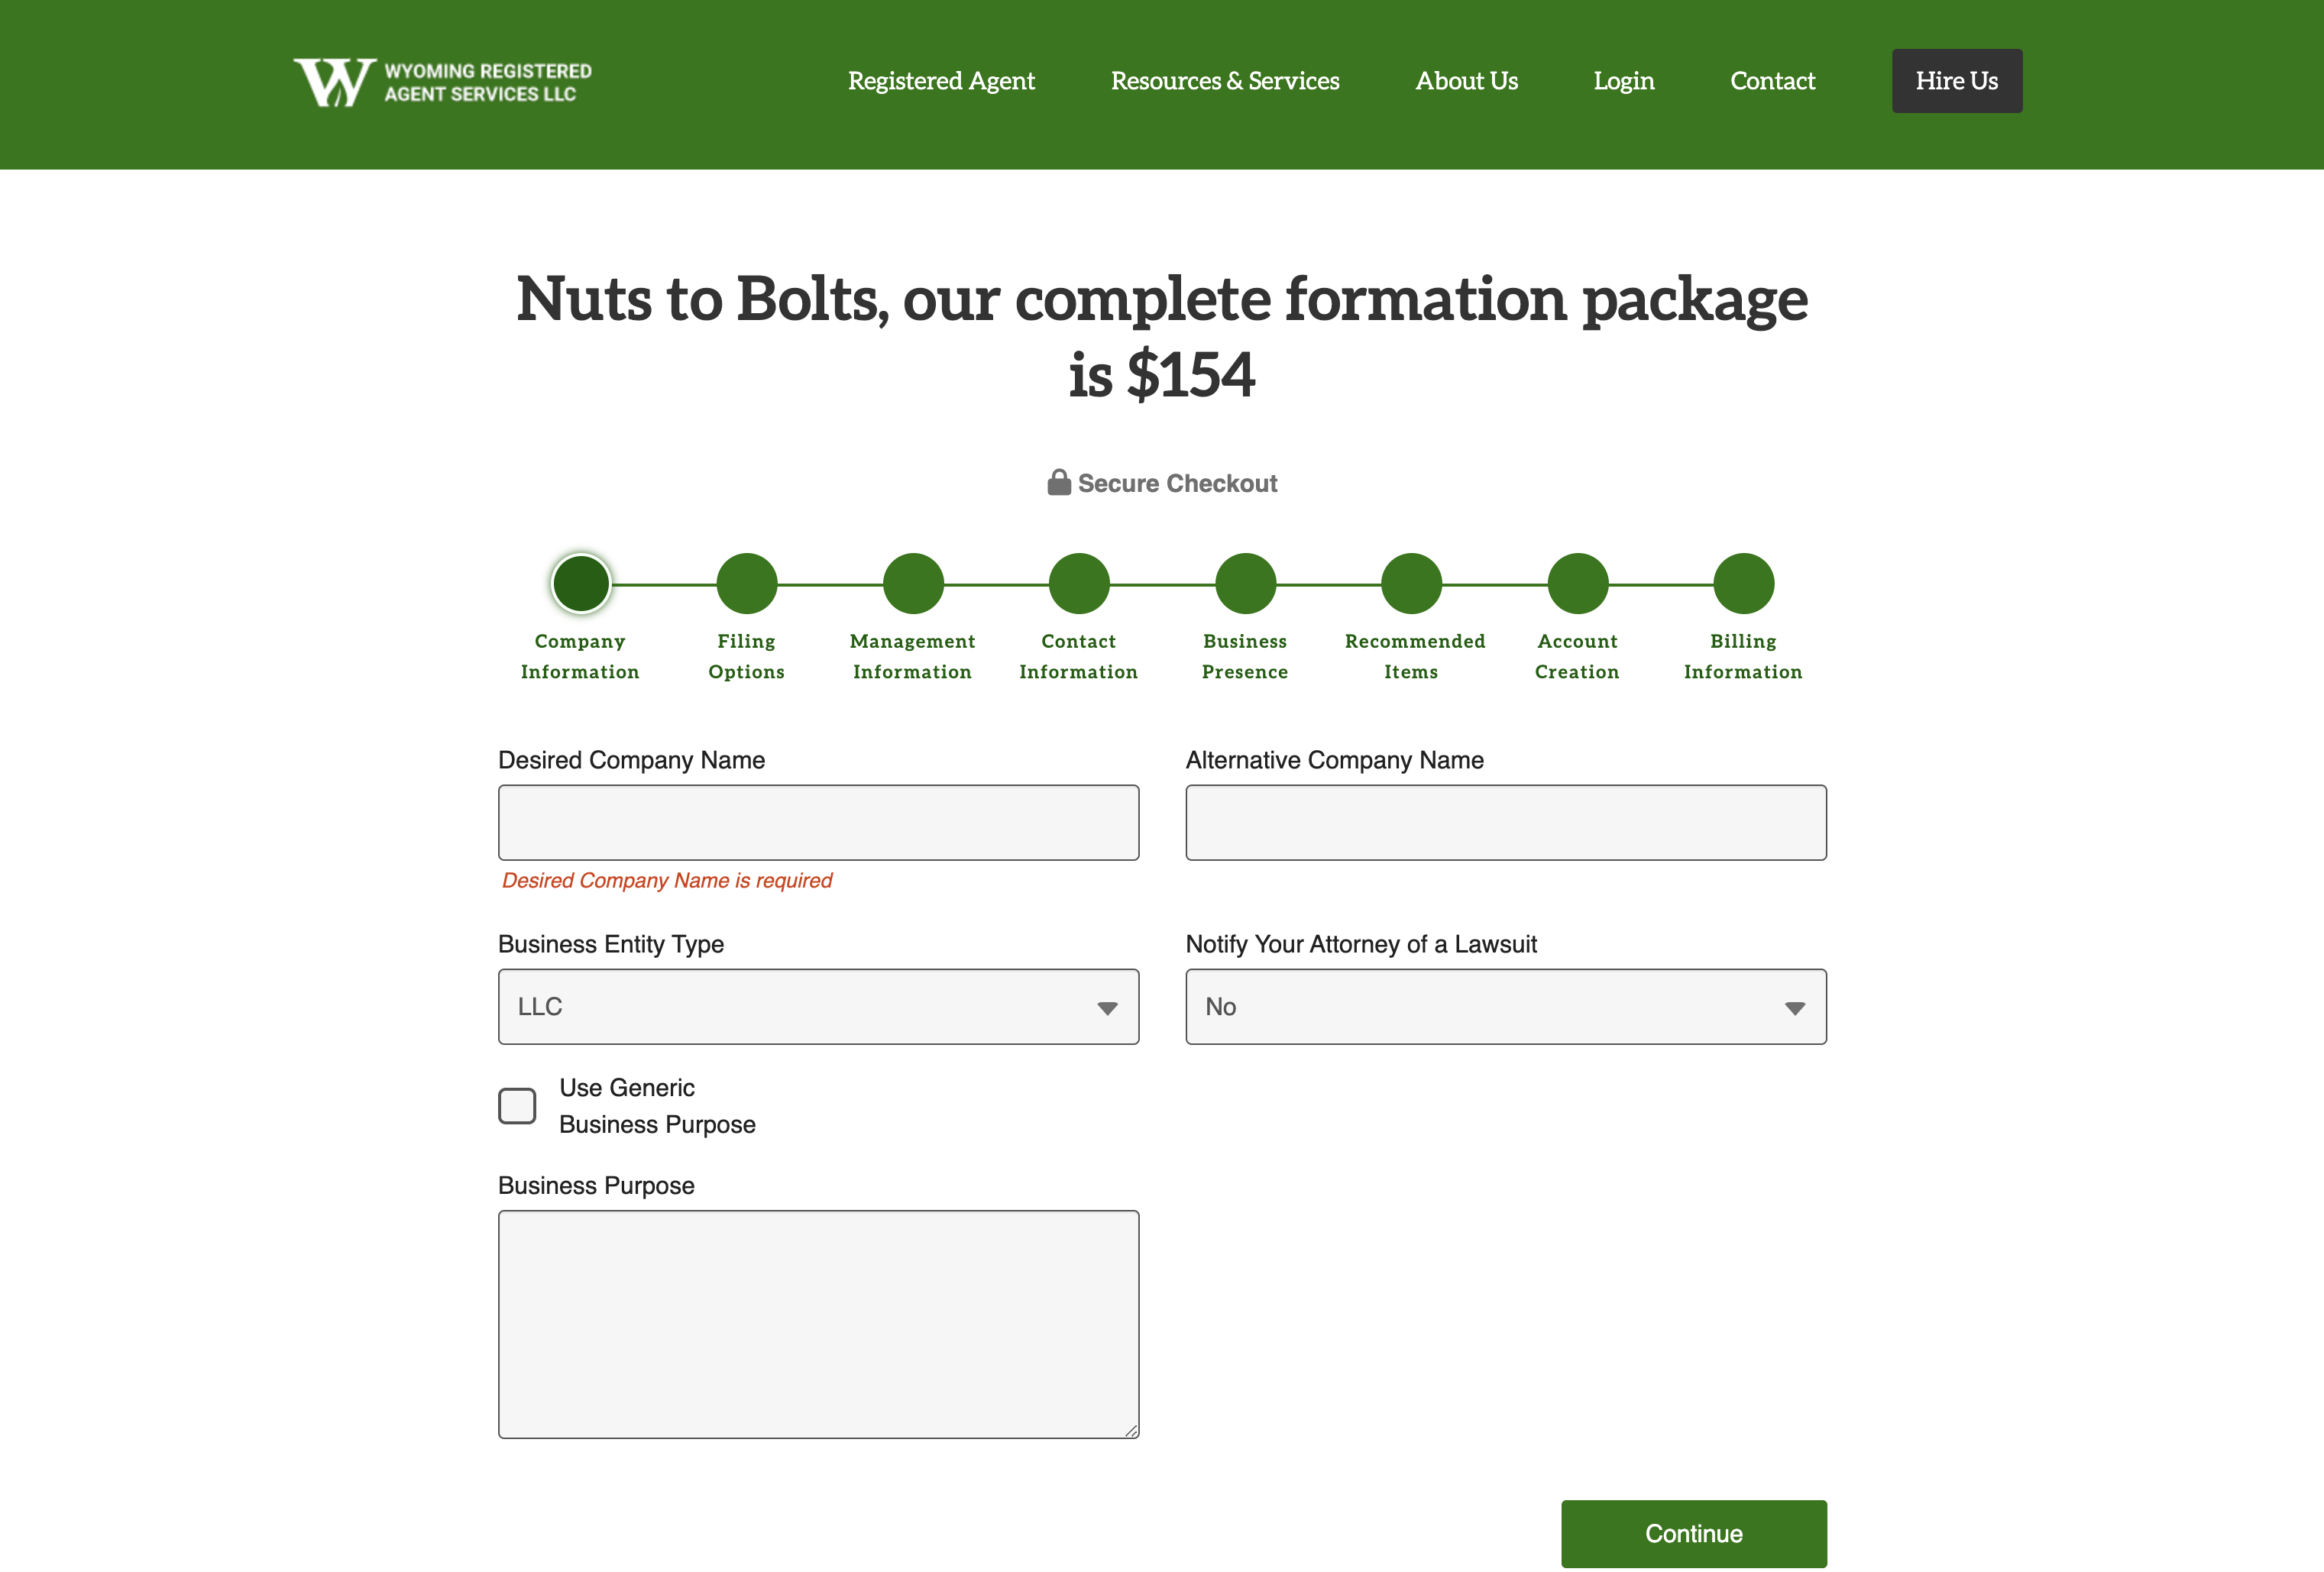 WYOMING REGISTERED
AGENT SERVICES LLC
Registered Agent
Resources & Services
About Us
Login
Contact
Hire Us
Nuts to Bolts, our complete formation package
is $154
Secure Checkout
Company
Information
Filing
Options
Management
Information
Contact
Information
Business
Presence
Recommended
Items
Account
Creation
Billing
Information
Desired Company Name
Alternative Company Name
Desired Company Name is required
Business Entity Type
Notify Your Attorney of a Lawsuit
LLC
No
Use Generic
Business Purpose
Business Purpose
Continue